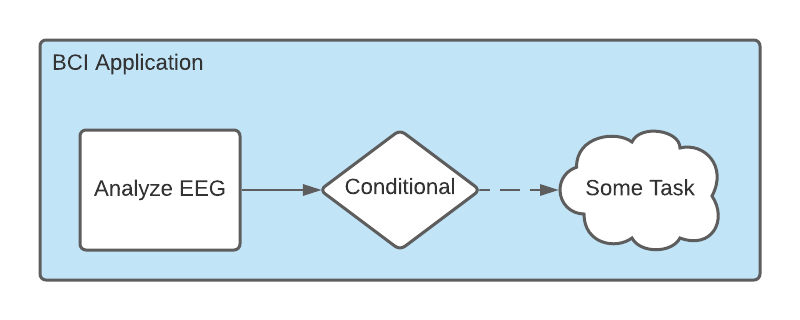 BCI Application
Analyze EEG
Conditional
Some Task